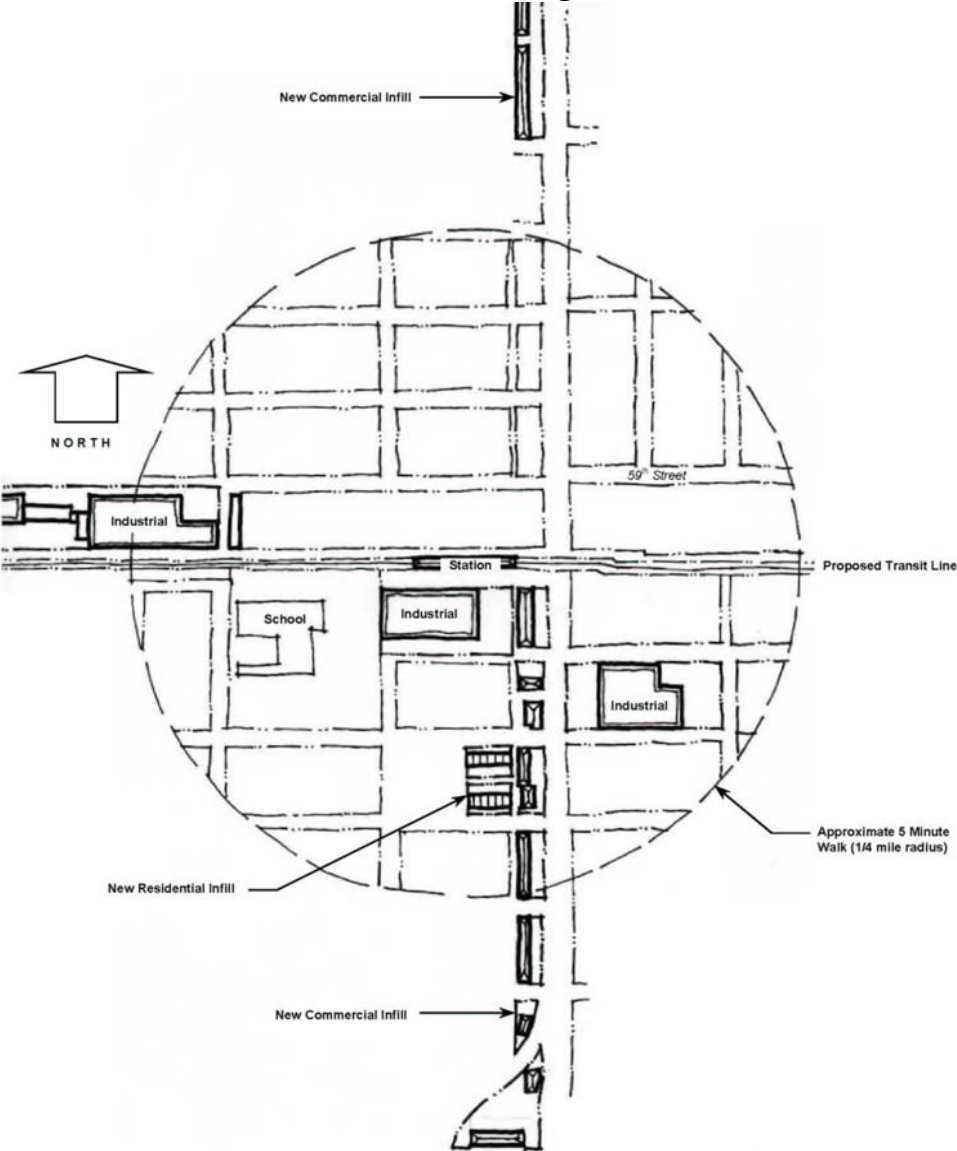 New Commercial Infill
NORTH
59th Street
Industrial
Station
Proposed Transit Line
School
Industrial
Industrial
Approximate 5 Minute
Walk (1/4 mile radius)
New Residential Infill
New Commercial Infill